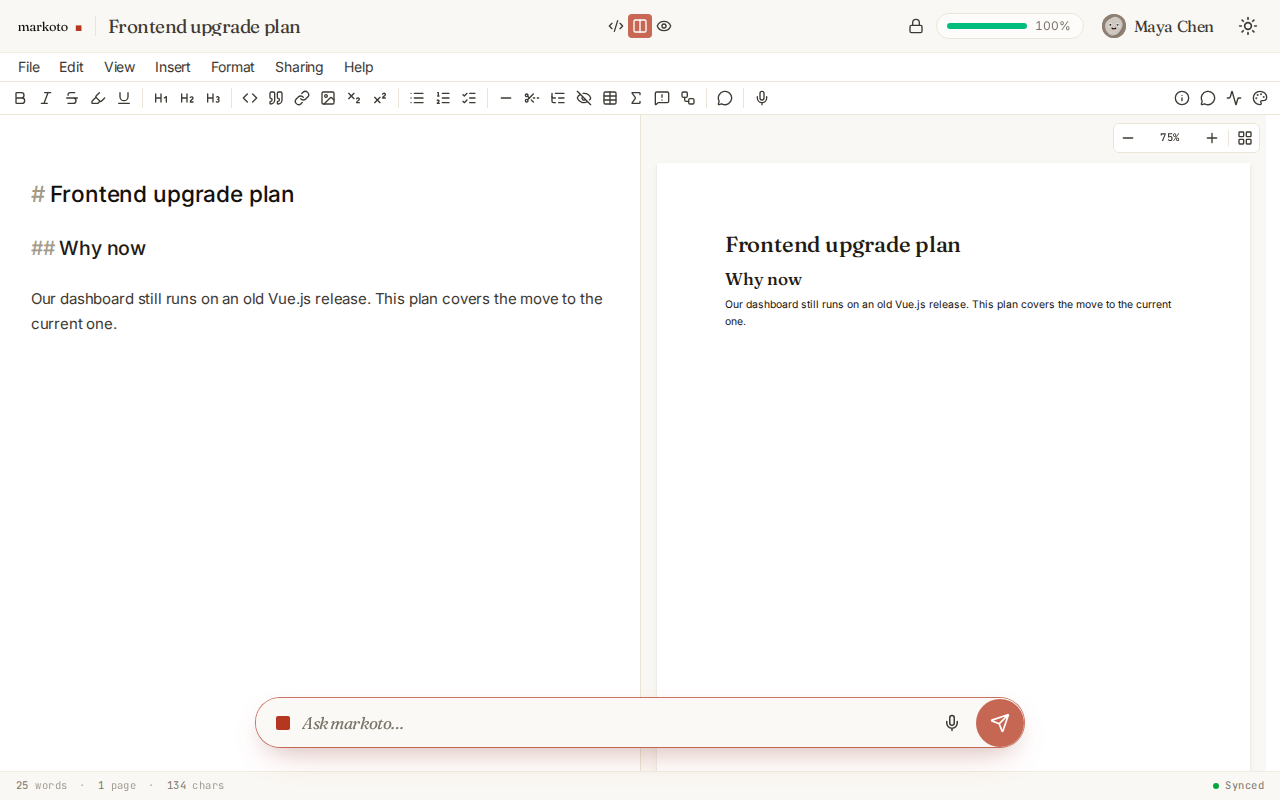 markoto
Frontend upgrade plan
100%
Maya Chen
File Edit View Insert Format Sharing Help
H1 H2 H3
75%
# Frontend upgrade plan
## Why now
Our dashboard still runs on an old Vue.js release. This plan covers the move to the
current one.
Frontend upgrade plan
Why now
Our dashboard still runs on an old Vue.js release. This plan covers the move to the current
one.
Ask markoto...
25 words · 1 page · 134 chars
Synced